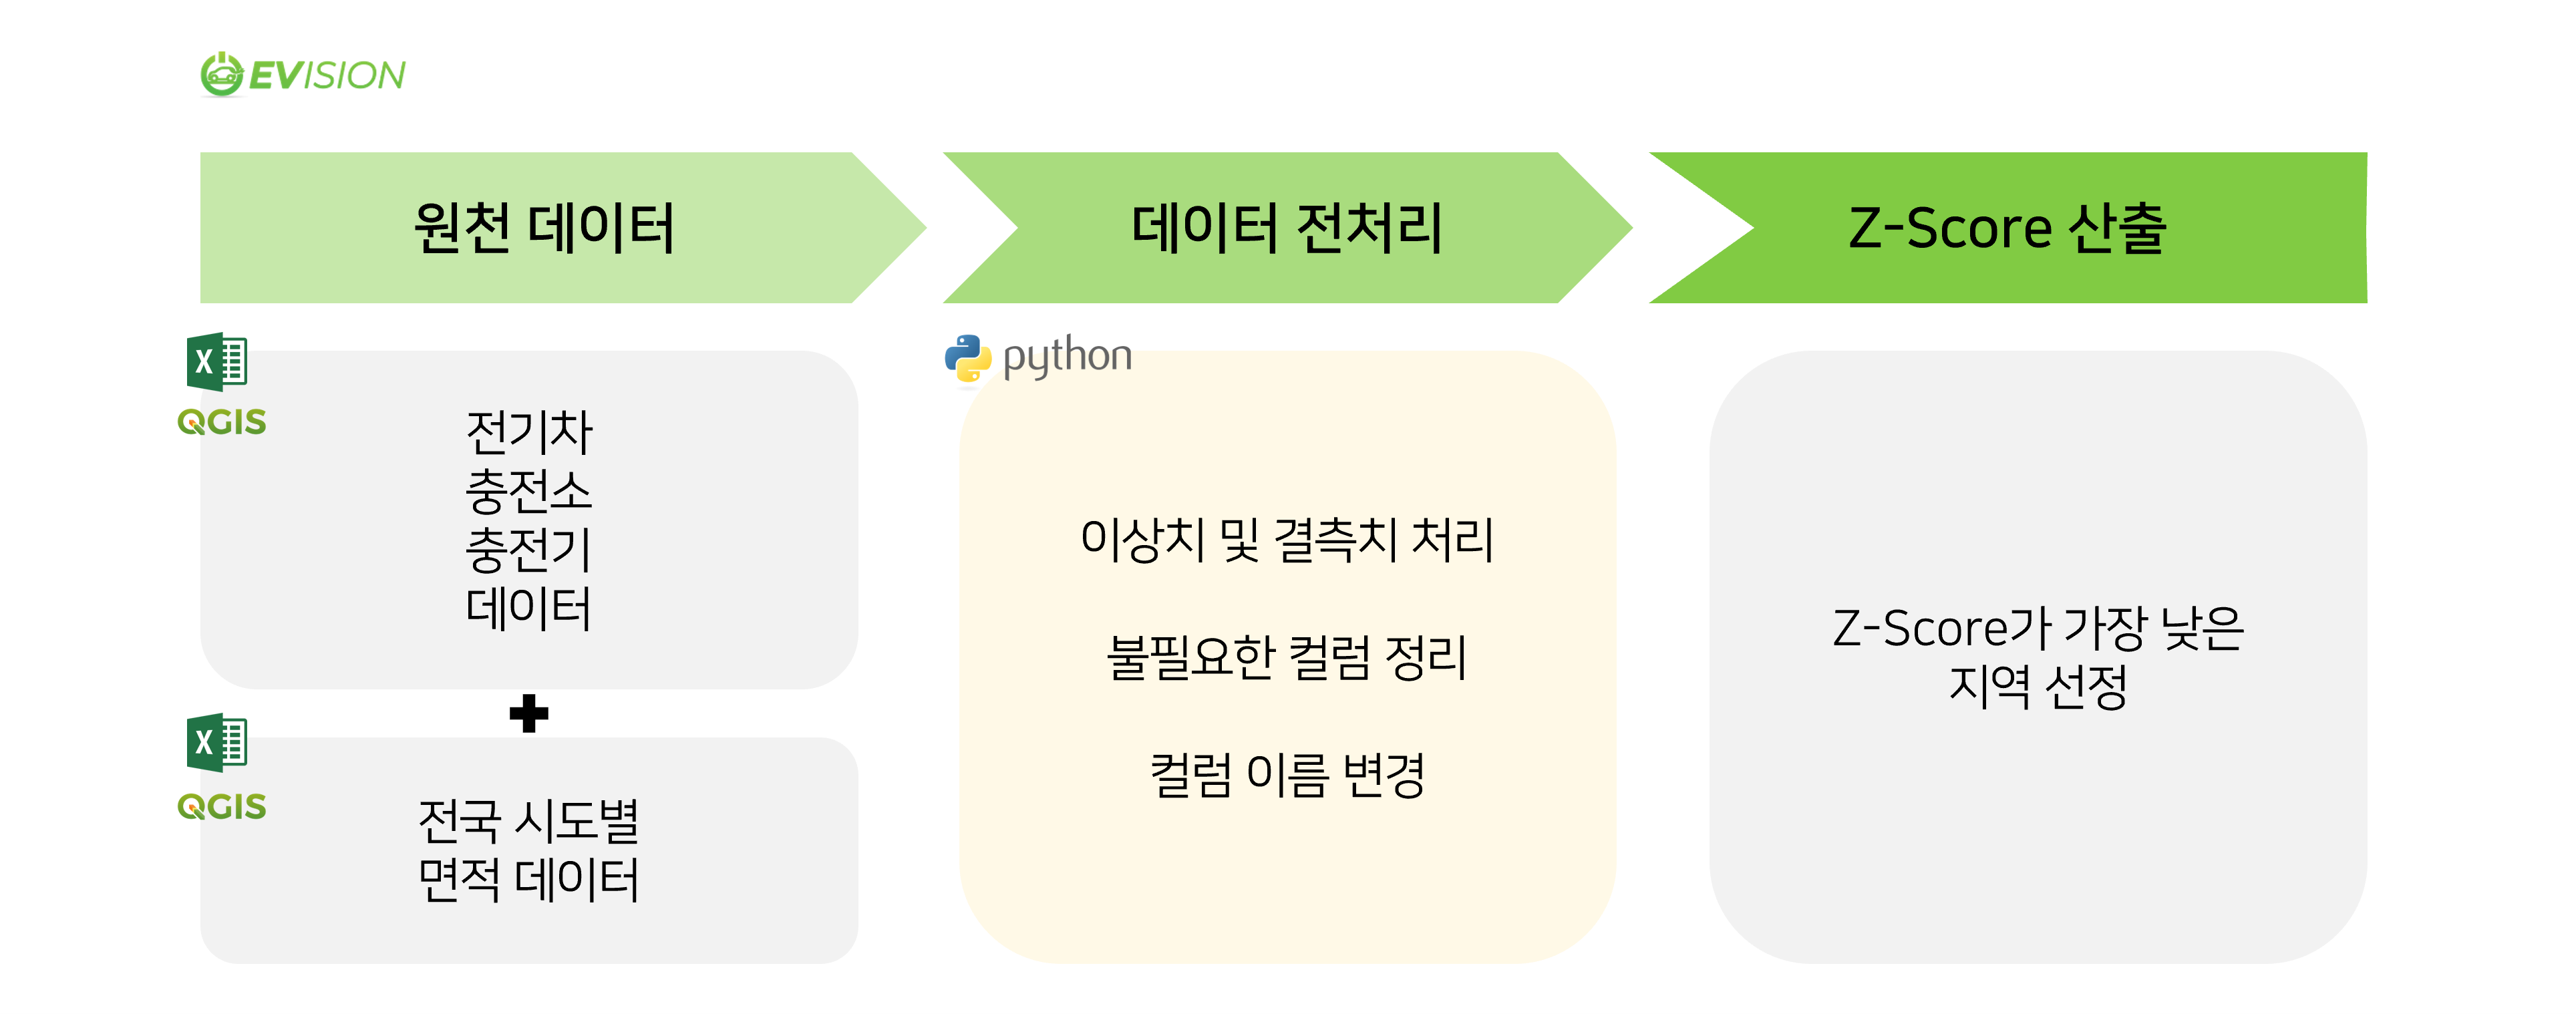 EVISION
원천 데이터
데이터 전처리
Z-Score 산출
X
QGIS
전기차
충전소
충전기
데이터
X
QGIS
전국 시도별
면적 데이터
python
이상치 및 결측치 처리
불필요한 컬럼 정리
컬럼 이름 변경
Z-Score가 가장 낮은
지역 선정